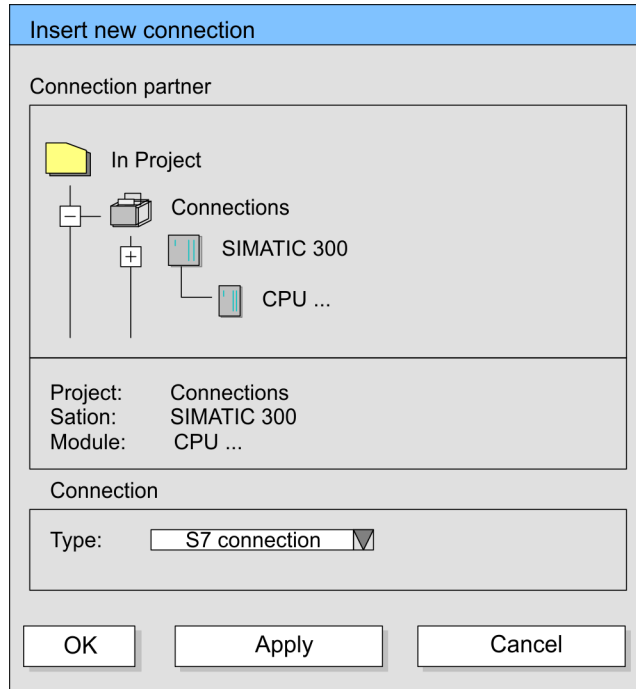 Insert new connection
Connection partner
In Project
Connections
SIMATIC 300
CPU ...
Project: Connections
Sation: SIMATIC 300
Module: CPU ...
Connection
Type: S7 connection
OK Apply Cancel